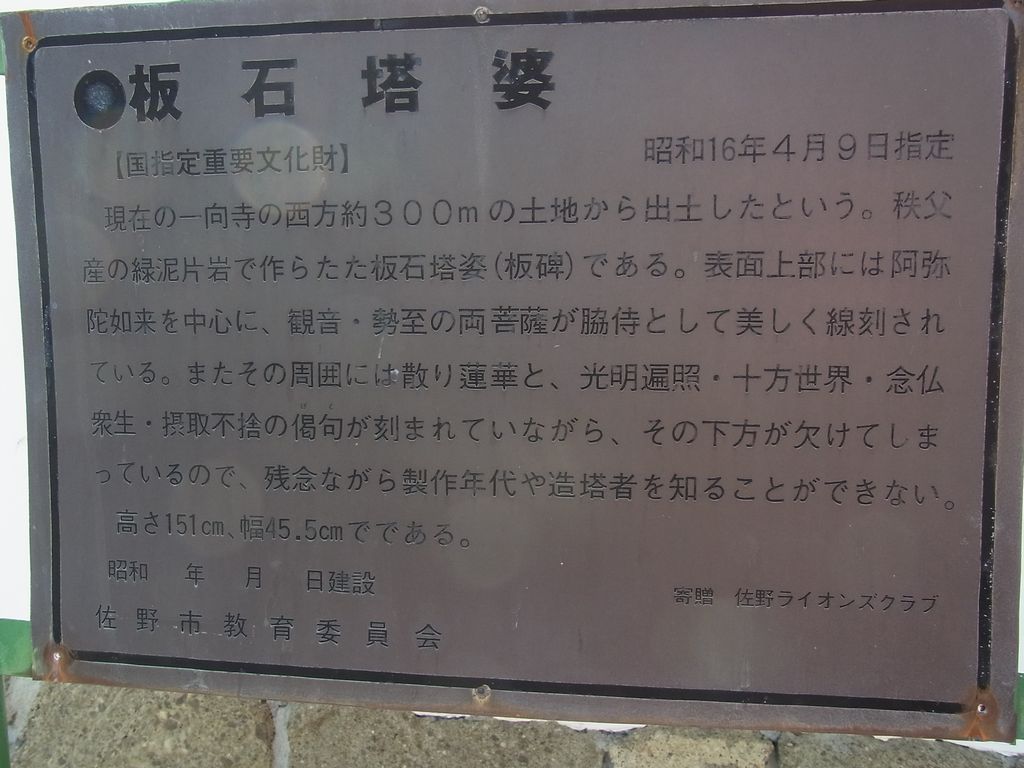 ●板石塔婆
【国指定重要文化財】 昭和16年4月9日指定
現在の一向寺の西方約300mの土地から出土したという。秩父
産の緑泥片岩で作らたた板石塔婆(板碑)である。表面上部には阿弥
陀如来を中心に、観音・勢至の両菩薩が脇侍として美しく線刻され
ている。またその周囲には散り蓮華と、光明遍照・十方世界・念仏
衆生・摂取不捨の偈句が刻まれていながら、その下方が欠けてしま
っているので、残念ながら製作年代や造塔者を知ることができない。
高さ151cm、幅45.5cmでである。
昭和 年 月 日建設
寄贈 佐野ライオンズクラブ
佐野市教育委員会